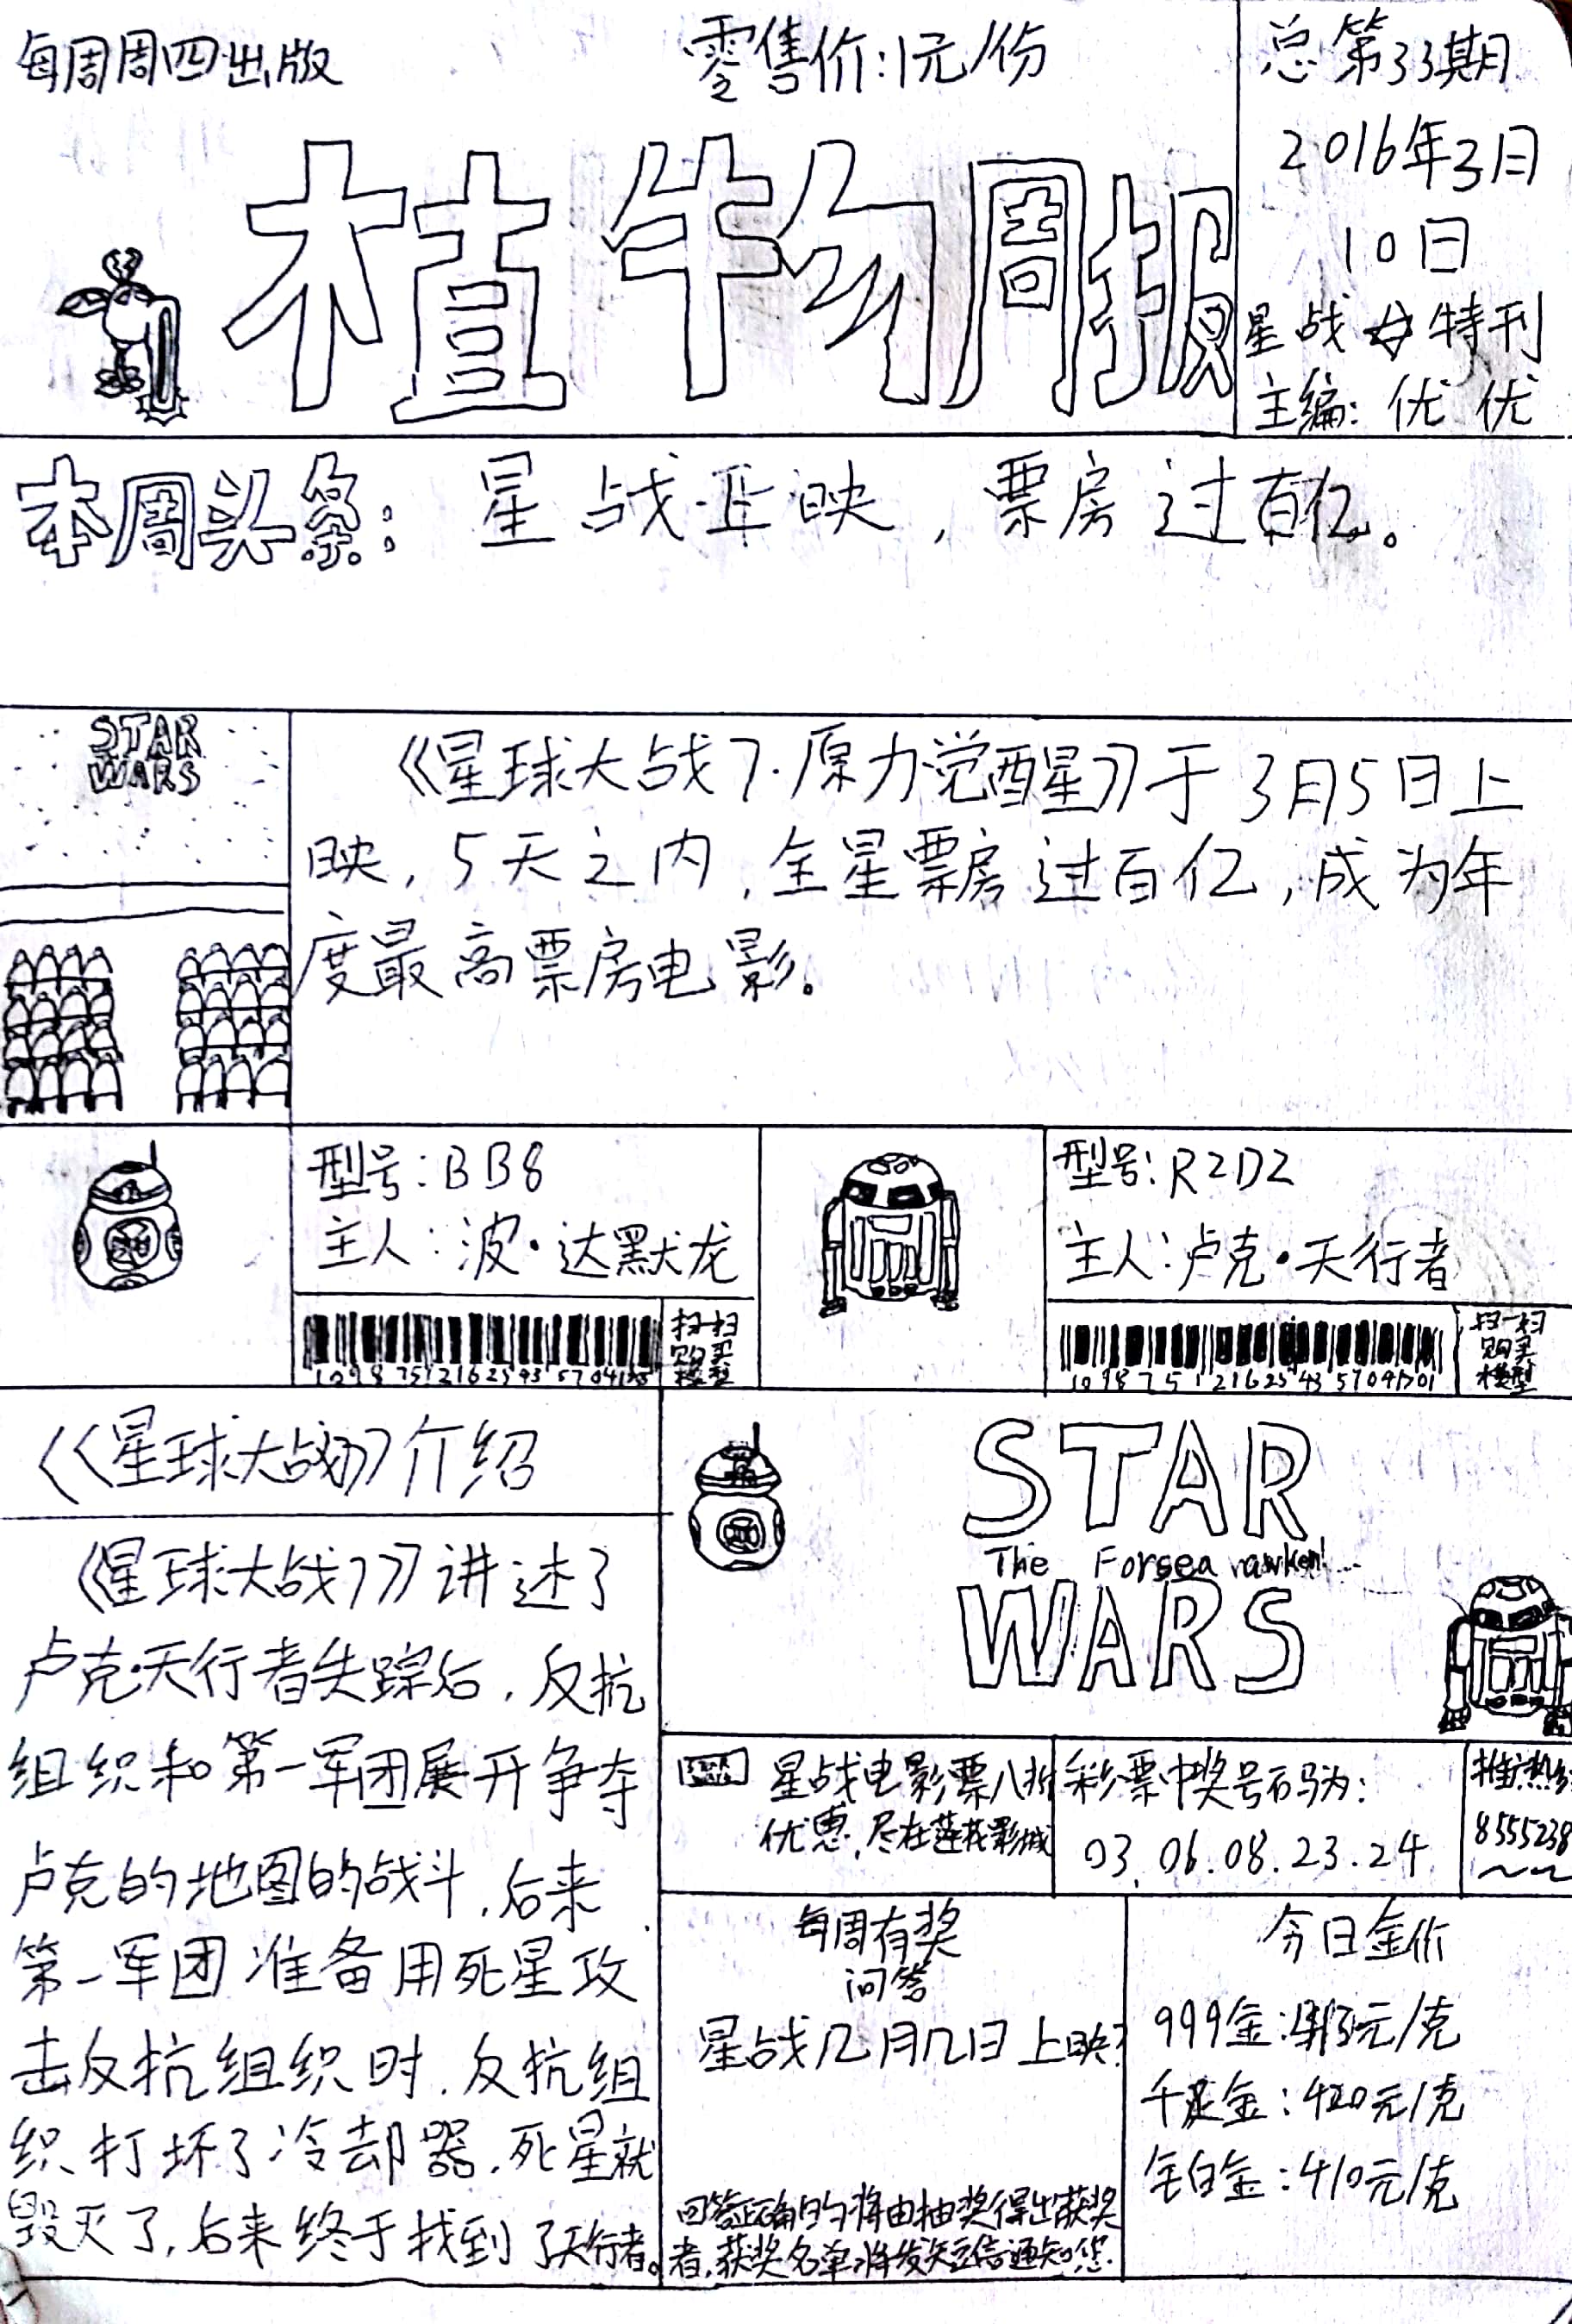 每周周四出版
零售价:1元/份
总第33期
2016年3月
10日
星战特刊
主编:优优
植物周报
本周头条:星战上映,票房过百亿。
STAR
WARS
《星球大战7·原力觉醒》于3月5日上
映,5天之内,全星票房过百亿,成为年
度最高票房电影。
型号:BB8
主人:波·达默龙
扫一扫
购买
模型
型号:R2D2
主人:卢克·天行者
扫一扫
购买
模型
《星球大战》介绍
《星球大战7》讲述了
卢克·天行者失踪后,反抗
组织和第一军团展开争夺
卢克的地图的战斗,后来
第一军团准备用死星攻
击反抗组织时,反抗组
织打坏了冷却器,死星就
毁灭了,后来终于找到了天行者。
STAR
The Forsea
WARS
星战电影票八折
优惠,尽在莲花影城
彩票中奖号码为:
03.06.08.23.24
8555238
每周有奖
问答
星战几月几日上映?
回答正确的将由抽奖得出获奖
者,获奖名单将发短信通知您.
今日金价
999金:元/克
千足金:420元/克
铂金:410元/克